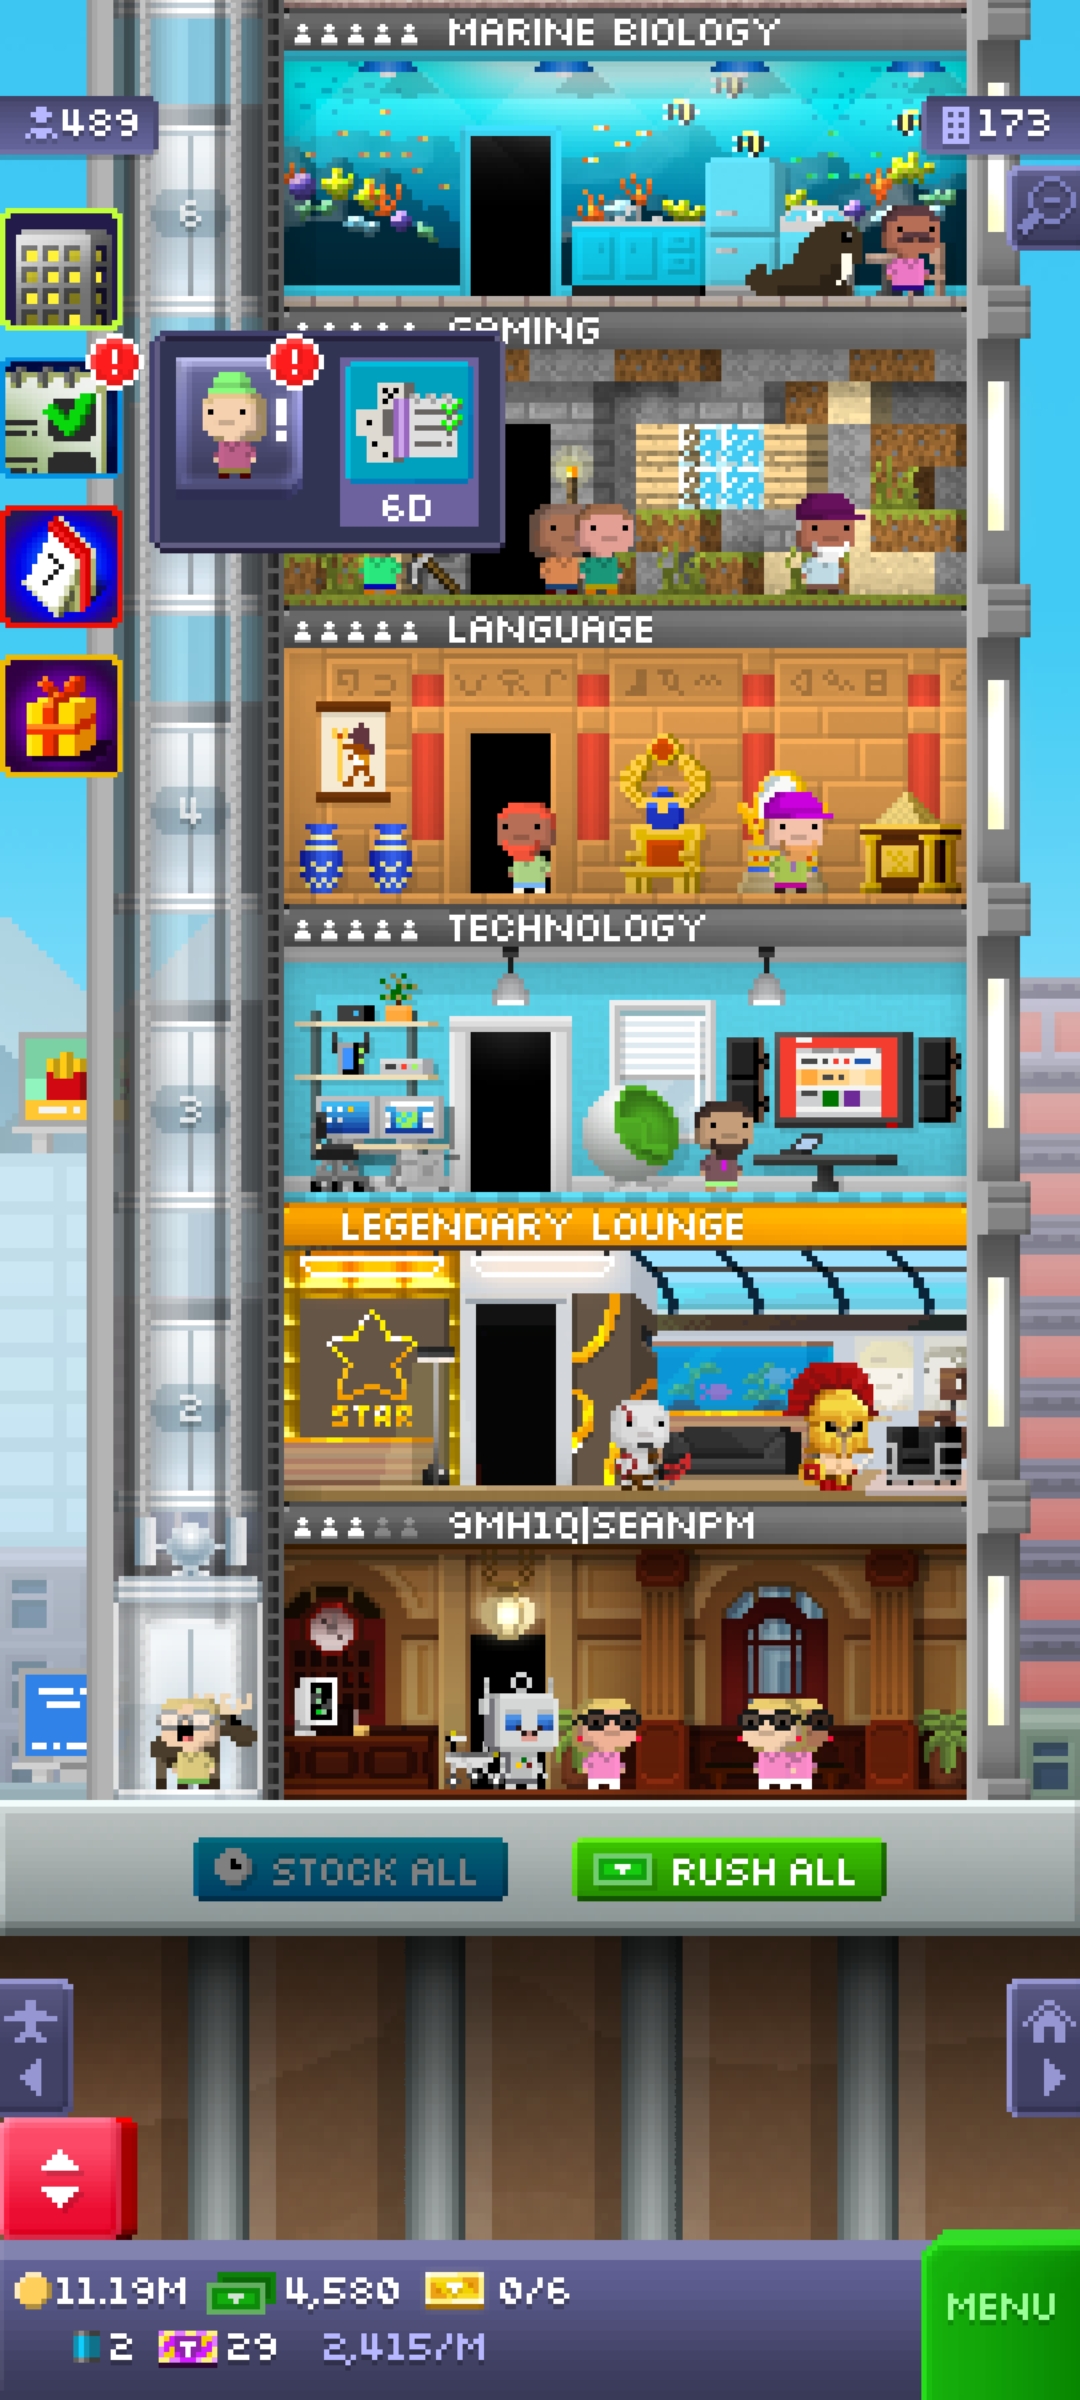 MARINE BIOLOGY
489
173
6
GAMING
!
!
!
6D
7
LANGUAGE
4
TECHNOLOGY
3
LEGENDARY LOUNGE
STAR
2
9MH1Q|SEANPM
STOCK ALL
RUSH ALL
11.19M
4,580
0/6
MENU
2
29
2,415/M